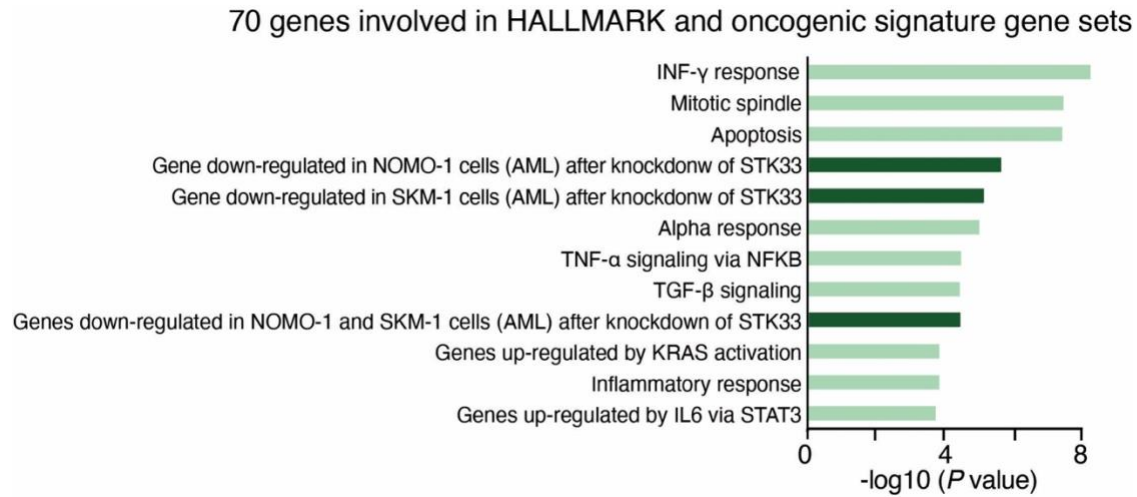 70 genes involved in HALLMARK and oncogenic signature gene sets
INF-γ response
Mitotic spindle
Apoptosis
Gene down-regulated in NOMO-1 cells (AML) after knockdonw of STK33
Gene down-regulated in SKM-1 cells (AML) after knockdonw of STK33
Alpha response
TNF-α signaling via NFKB
TGF-β signaling
Genes down-regulated in NOMO-1 and SKM-1 cells (AML) after knockdown of STK33
Genes up-regulated by KRAS activation
Inflammatory response
Genes up-regulated by IL6 via STAT3
0 4 8
-log10 (P value)